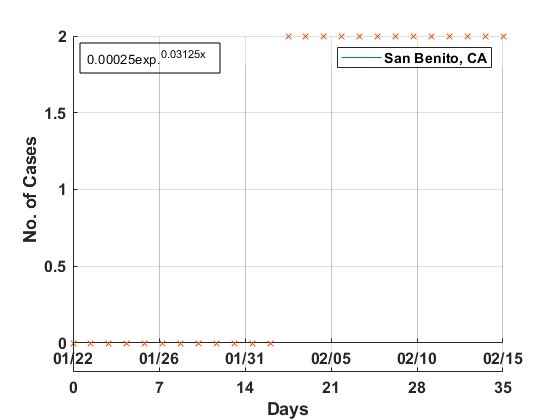 2
0.00025exp.^0.03125x
San Benito, CA
1.5
1
0.5
0
No. of Cases
01/22 01/26 01/31 02/05 02/10 02/15
0 7 14 21 28 35
Days